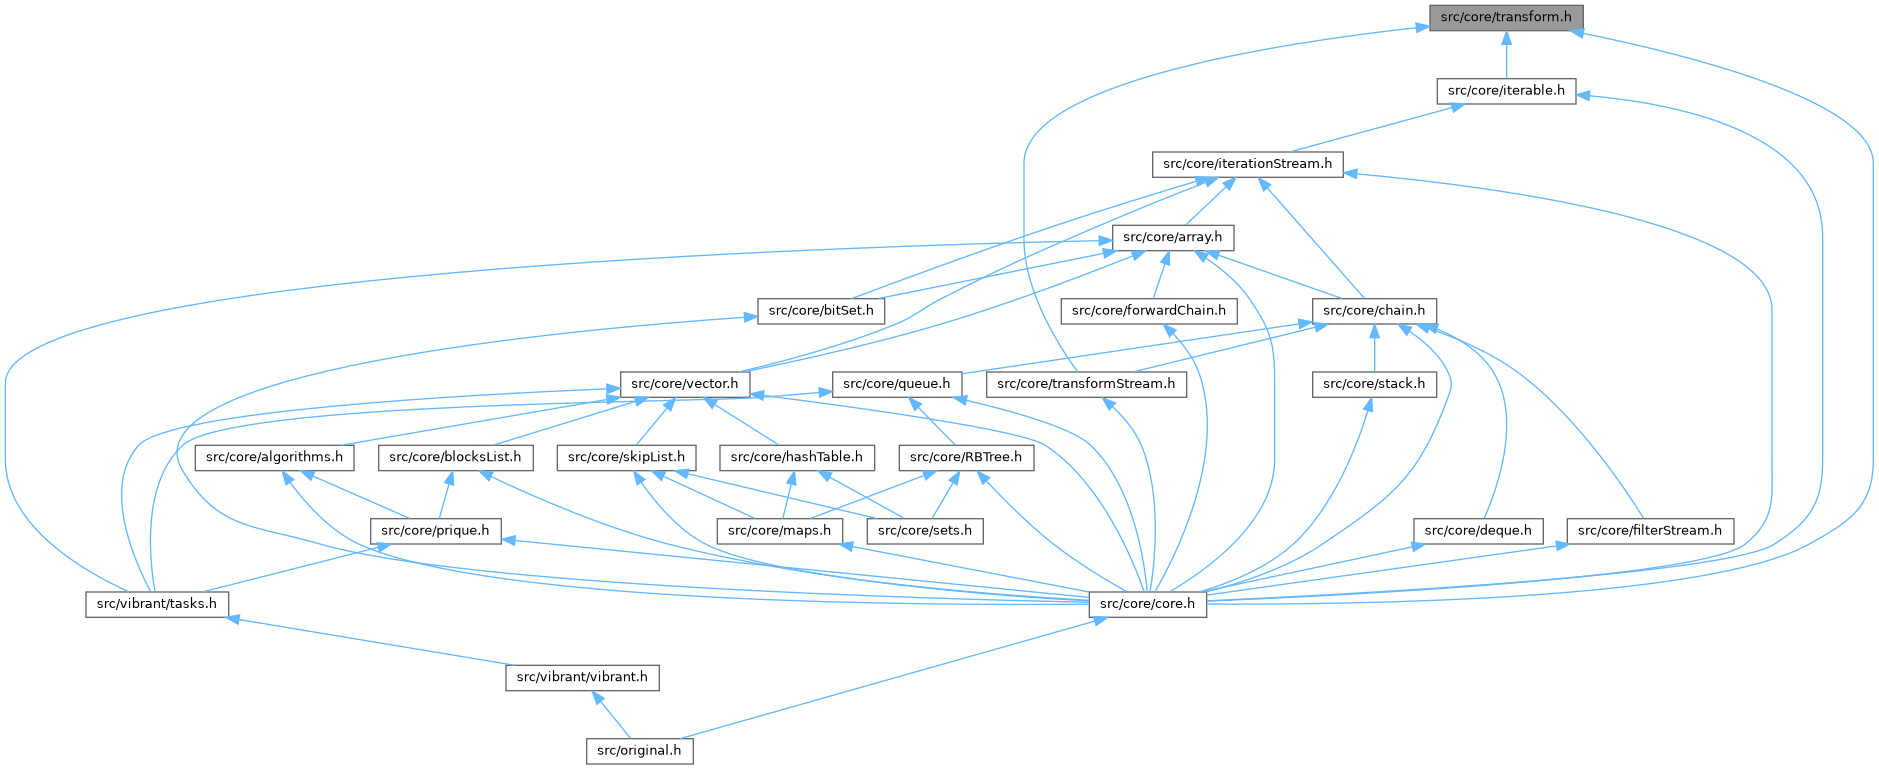 src/core/transform.h
src/core/iterable.h
src/core/iterationStream.h
src/core/array.h
src/core/bitSet.h
src/core/forwardChain.h
src/core/chain.h
src/core/vector.h
src/core/queue.h
src/core/transformStream.h
src/core/stack.h
src/core/algorithms.h
src/core/blocksList.h
src/core/skipList.h
src/core/hashTable.h
src/core/RBTree.h
src/core/prique.h
src/core/maps.h
src/core/sets.h
src/core/deque.h
src/core/filterStream.h
src/vibrant/tasks.h
src/core/core.h
src/vibrant/vibrant.h
src/original.h